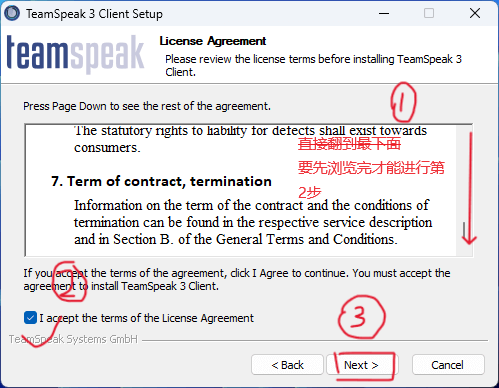 TeamSpeak 3 Client Setup
teamspeak
License Agreement
Please review the license terms before installing TeamSpeak 3
Client.
①
Press Page Down to see the rest of the agreement.
The statutory rights to liability for defects shall exist towards
consumers.
直接翻到最下面
要先浏览完才能进行第
2步
7. Term of contract, termination
Information on the term of the contract and the conditions of
termination can be found in the respective service description
and in Section B. of the General Terms and Conditions.
If you accept the terms of the agreement, click I Agree to continue. You must accept the
agreement to install TeamSpeak 3 Client.
②
I accept the terms of the License Agreement
③
TeamSpeak Systems GmbH
< Back
Next >
Cancel